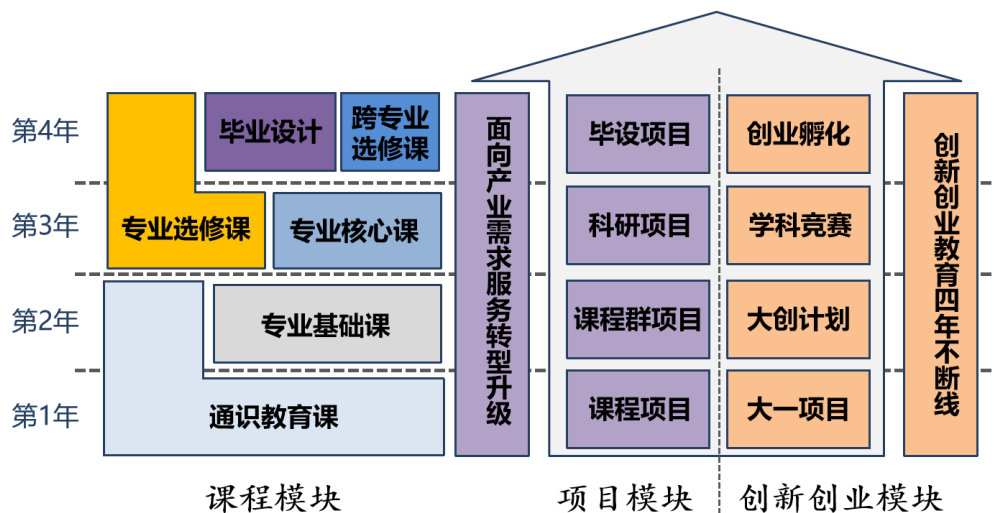 第4年
毕业设计
跨专业
选修课
毕设项目
创业孵化
第3年
专业选修课
专业核心课
科研项目
学科竞赛
第2年
专业基础课
课程群项目
大创计划
第1年
通识教育课
课程项目
大一项目
面向产业需求服务转型升级
创新创业教育四年不断线
课程模块
项目模块
创新创业模块